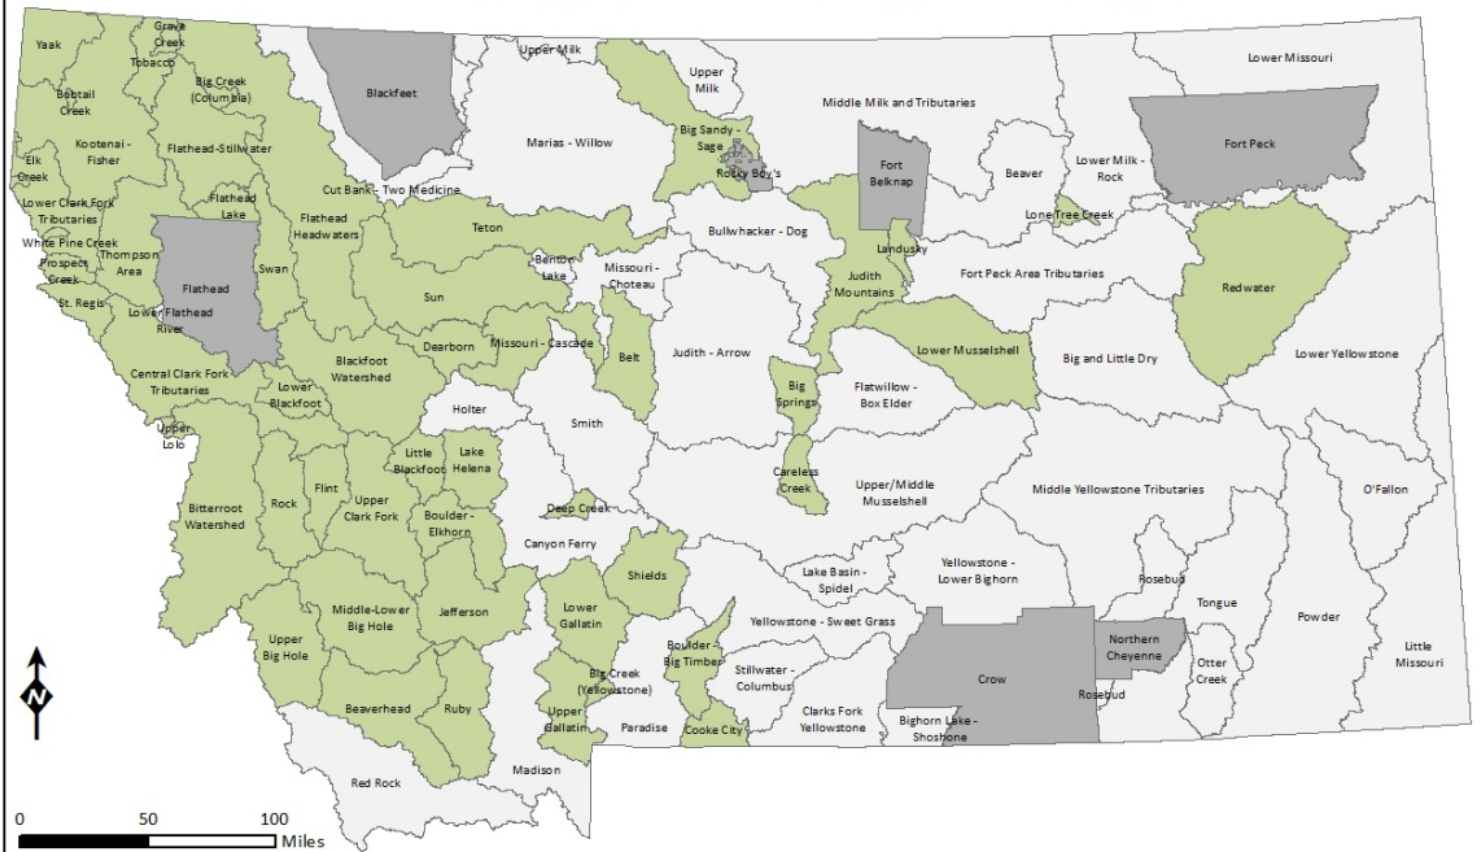 Yaak
Grave
Creek
Tobacco
Big Creek
(Columbia)
Bobtail
Creek
Kootenai -
Fisher
Flathead-Stillwater
Elk
Creek
Lower Clark Fork
Tributaries
Flathead
Lake
White Pine Creek
Thompson
Area
Prospect
Creek
St. Regis
Flathead
Lower Flathead
River
Swan
Flathead
Headwaters
Cut Bank - Two Medicine
Blackfeet
Upper Milk
Upper
Milk
Marias - Willow
Big Sandy -
Sage
Rocky Boy's
Middle Milk and Tributaries
Fort
Belknap
Beaver
Lower Milk -
Rock
Lower Missouri
Fort Peck
Lone Tree Creek
Teton
Bullwhacker - Dog
Landusky
Benton
Lake
Missouri -
Choteau
Judith
Mountains
Fort Peck Area Tributaries
Redwater
Sun
Dearborn
Missouri - Cascade
Belt
Judith - Arrow
Lower Musselshell
Big and Little Dry
Lower Yellowstone
Central Clark Fork
Tributaries
Blackfoot
Watershed
Lower
Blackfoot
Holter
Smith
Big
Springs
Flatwillow -
Box Elder
Upper
Lolo
Little
Blackfoot
Lake
Helena
Careless
Creek
Upper/Middle
Musselshell
Middle Yellowstone Tributaries
O'Fallon
Bitterroot
Watershed
Rock
Flint
Upper
Clark Fork
Boulder -
Elkhorn
Deep Creek
Canyon Ferry
Shields
Lake Basin -
Spidel
Yellowstone -
Lower Bighorn
Rosebud
Tongue
Powder
Middle-Lower
Big Hole
Jefferson
Lower
Gallatin
Yellowstone - Sweet Grass
Upper
Big Hole
Boulder -
Big Timber
Northern
Cheyenne
Little
Missouri
Big Creek
(Yellowstone)
Stillwater -
Columbus
Crow
Otter
Creek
Rosebud
Beaverhead
Ruby
Upper
Gallatin
Paradise
Cooke City
Clarks Fork
Yellowstone
Bighorn Lake -
Shoshone
Red Rock
Madison
N
0 50 100
Miles